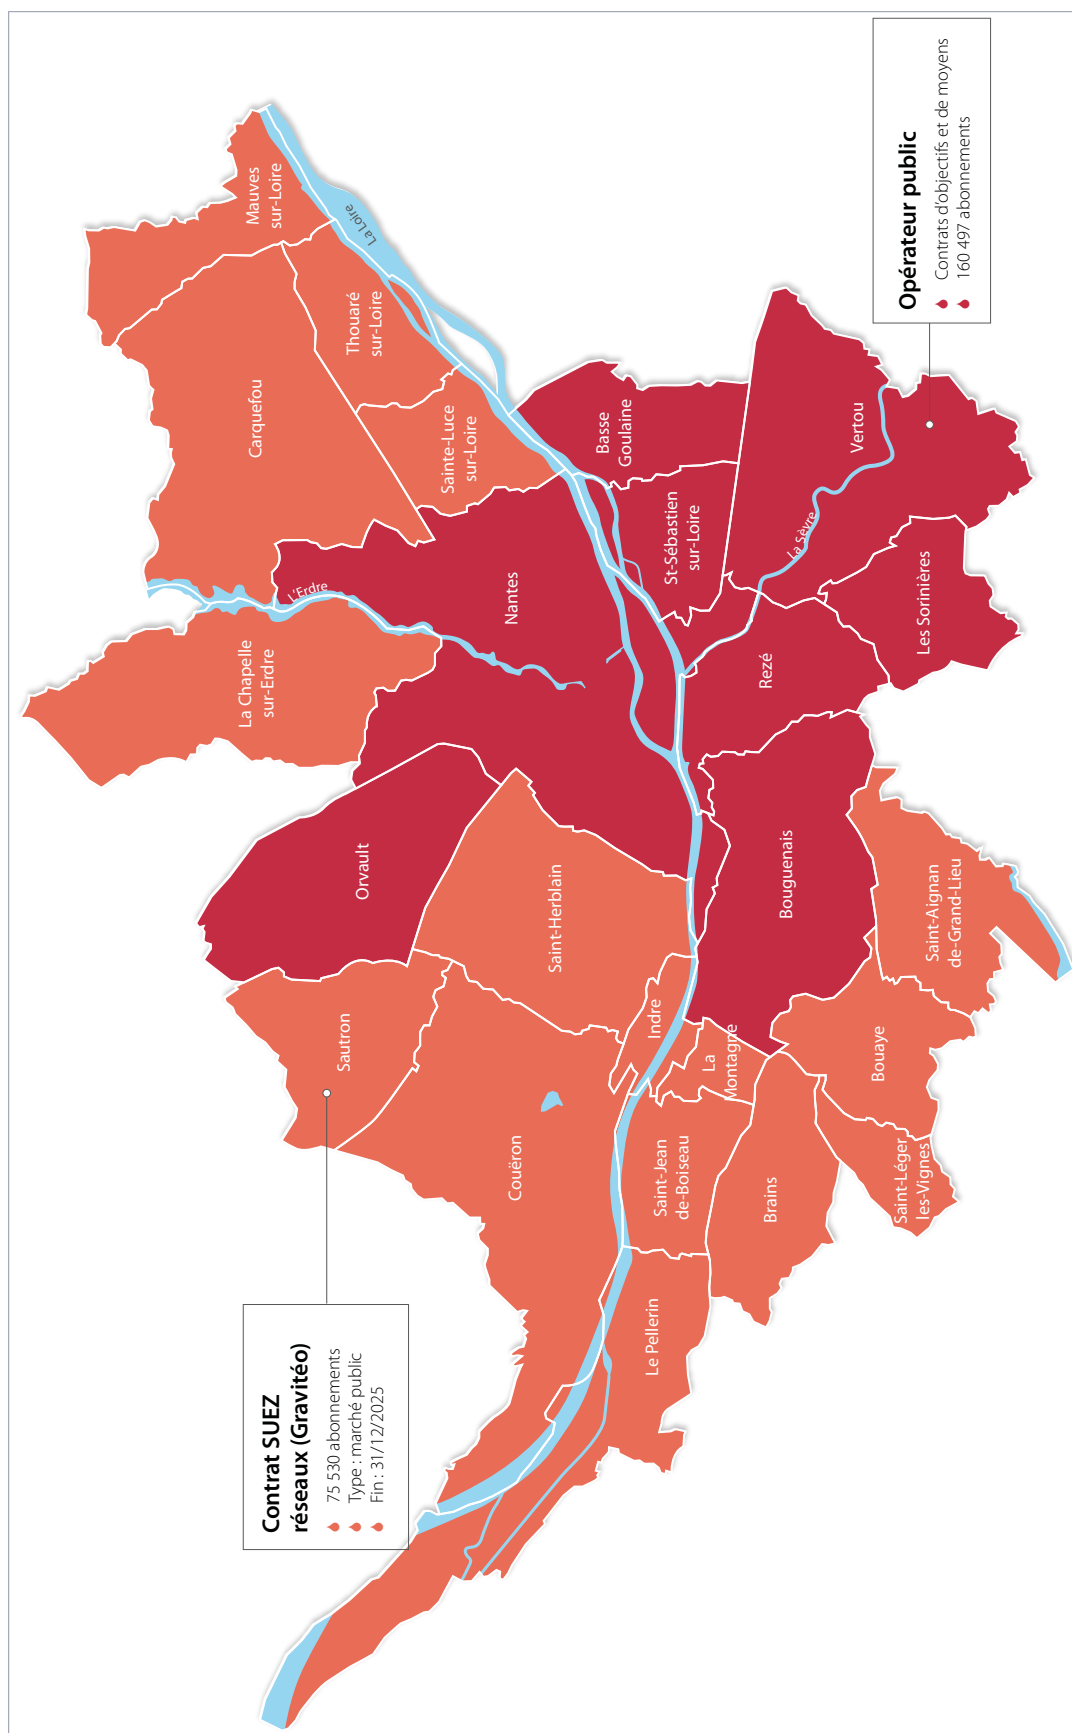 Contrat SUEZ
réseaux (Gravitéo)
75 530 abonnements
Type : marché public
Fin : 31/12/2025
Sautron
Orvault
La Chapelle
sur-Erdre
L'Erdre
Carquefou
Mauves
sur-Loire
La Loire
Thouaré
sur-Loire
Sainte-Luce
sur-Loire
Nantes
Saint-Herblain
Couëron
Indre
La
Montagne
Saint-Jean
de-Boiseau
Le Pellerin
Brains
Bouaye
Saint-Léger
les-Vignes
Saint-Aignan
de-Grand-Lieu
Bouguenais
Rezé
St-Sébastien
sur-Loire
Basse
Goulaine
La Sèvre
Vertou
Les Sorinières
Opérateur public
Contrats d'objectifs et de moyens
160 497 abonnements